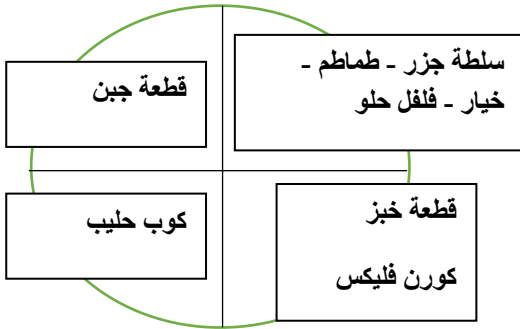 سلطة جزر - طماطم -
خيار - فلفل حلو
قطعة جبن
قطعة خبز
كورن فليكس
كوب حليب